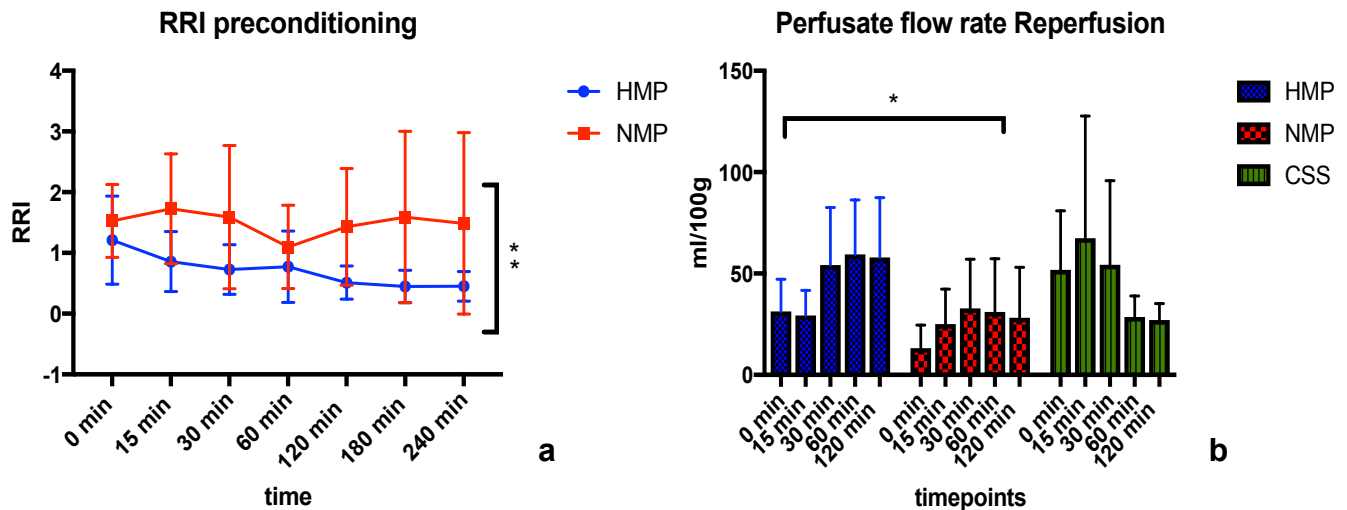 RRI preconditioning
4
3
2
1
0
-1
RRI
HMP
NMP
**
0 min
15 min
30 min
60 min
120 min
180 min
240 min
time
a
Perfusate flow rate Reperfusion
150
100
50
0
ml/100g
*
HMP
NMP
CSS
0 min
15 min
30 min
60 min
120 min
0 min
15 min
30 min
60 min
120 min
0 min
15 min
30 min
60 min
120 min
timepoints
b